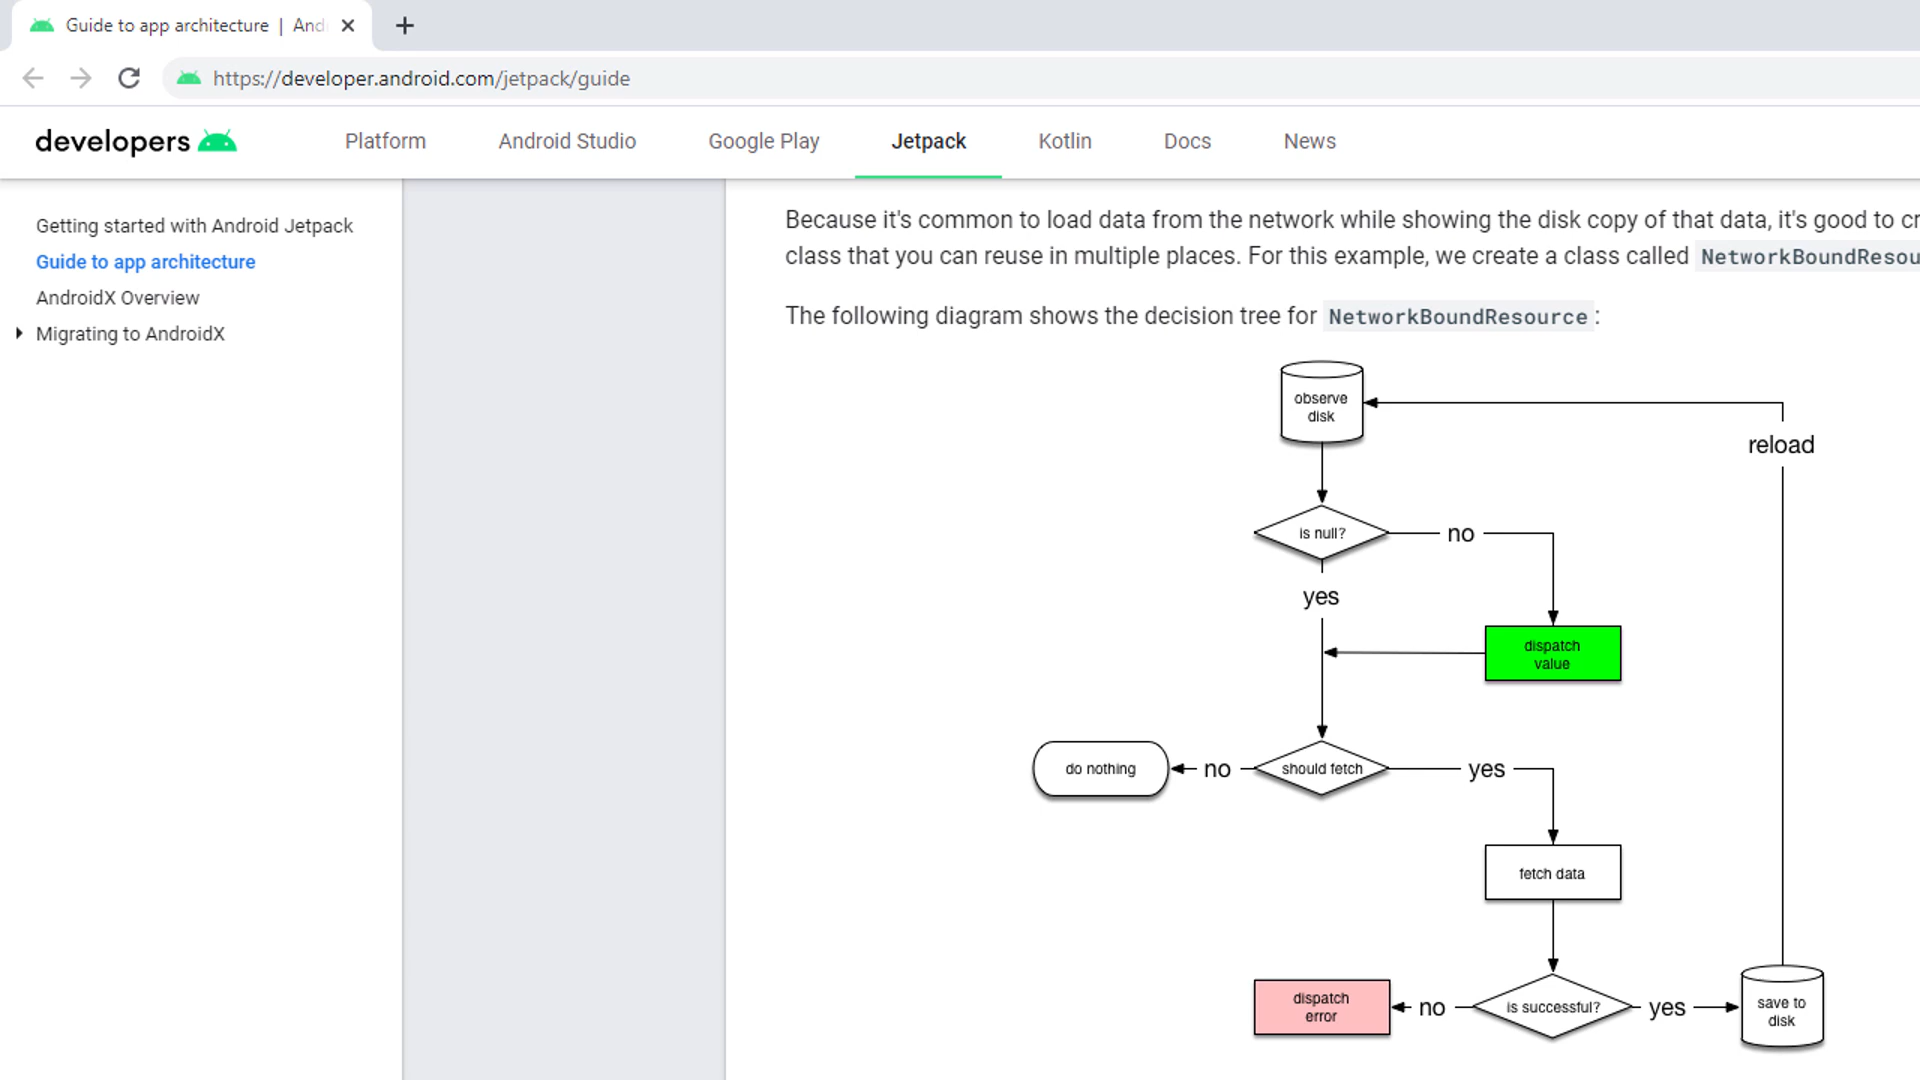 Guide to app architecture | And
https://developer.android.com/jetpack/guide
developers
Platform
Android Studio
Google Play
Jetpack
Kotlin
Docs
News
Getting started with Android Jetpack
Guide to app architecture
AndroidX Overview
Migrating to AndroidX
Because it's common to load data from the network while showing the disk copy of that data, it's good to cr
class that you can reuse in multiple places. For this example, we create a class called NetworkBoundResou
The following diagram shows the decision tree for NetworkBoundResource:
observe
disk
reload
is null?
no
yes
dispatch
value
do nothing
no
should fetch
yes
fetch data
dispatch
error
no
is successful?
yes
save to
disk